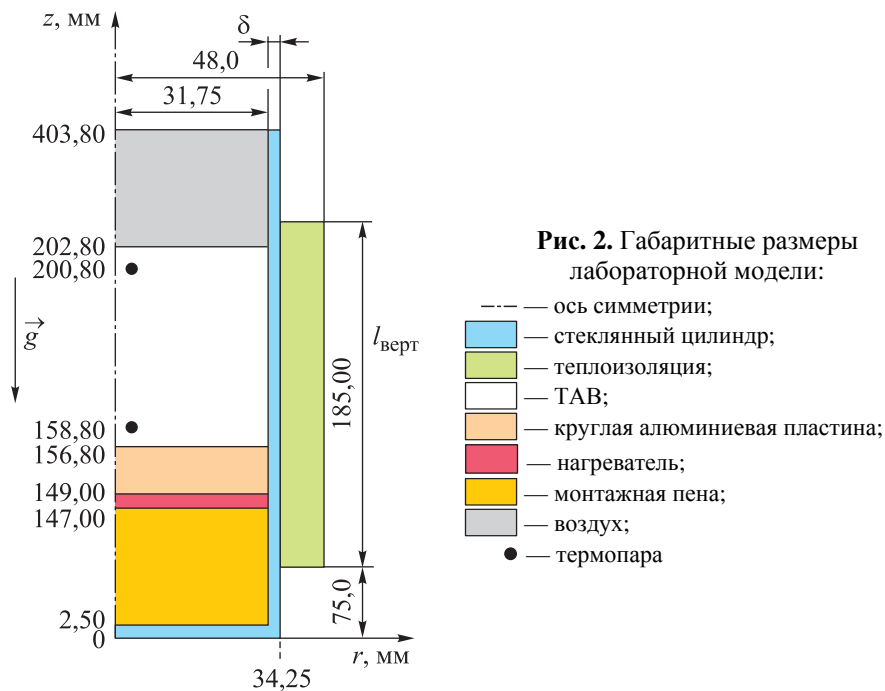 z, мм
δ
48,0
31,75
403,80
202,80
200,80
g
l верт
185,00
158,80
156,80
149,00
147,00
75,0
2,50
0
r, мм
34,25
Рис. 2. Габаритные размеры
лабораторной модели:
— ось симметрии;
— стеклянный цилиндр;
— теплоизоляция;
— ТАВ;
— круглая алюминиевая пластина;
— нагреватель;
— монтажная пена;
— воздух;
— термопара